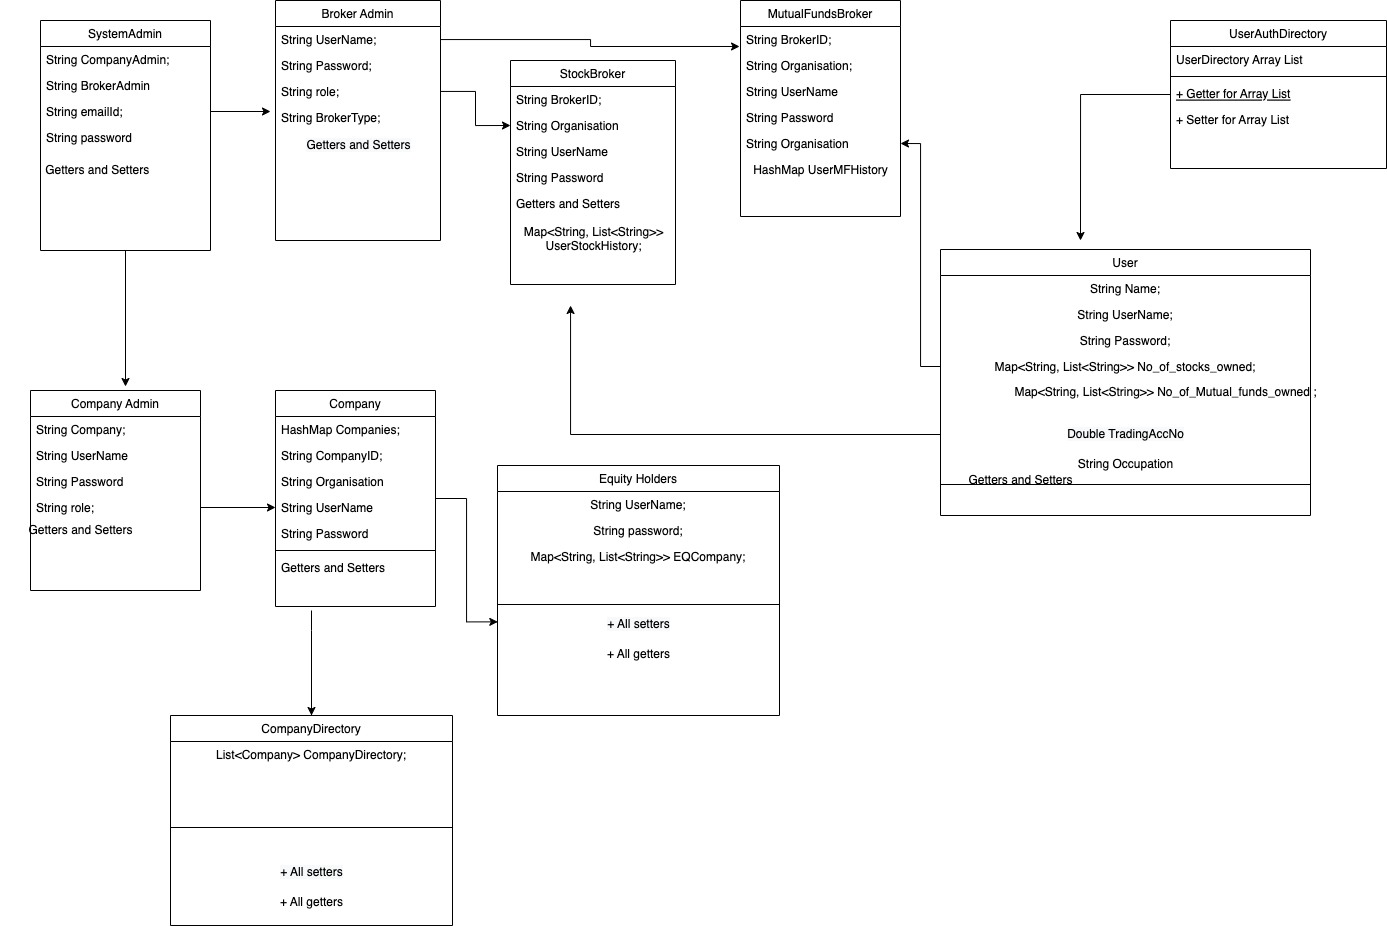 SystemAdmin
String CompanyAdmin;
String BrokerAdmin
String emailId;
String password
Getters and Setters
Broker Admin
String UserName;
String Password;
String role;
String BrokerType;
Getters and Setters
StockBroker
String BrokerID;
String Organisation
String UserName
String Password
Getters and Setters
Map<String, List<String>>
UserStockHistory;
MutualFundsBroker
String BrokerID;
String Organisation;
String UserName
String Password
String Organisation
HashMap UserMFHistory
UserAuthDirectory
UserDirectory Array List
+ Getter for Array List
+ Setter for Array List
User
String Name;
String UserName;
String Password;
Map<String, List<String>> No_of_stocks_owned;
Map<String, List<String>> No_of_Mutual_funds_owned ;
Double TradingAccNo
String Occupation
Getters and Setters
Company Admin
String Company;
String UserName
String Password
String role;
Getters and Setters
Company
HashMap Companies;
String CompanyID;
String Organisation
String UserName
String Password
Getters and Setters
Equity Holders
String UserName;
String password;
Map<String, List<String>> EQCompany;
+ All setters
+ All getters
CompanyDirectory
List<Company> CompanyDirectory;
+ All setters
+ All getters